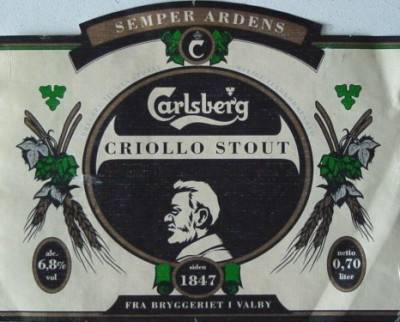 SEMPER ARDENS
C
Carlsberg
CRIOLLO STOUT
alc.
6,8%
vol
siden
1847
netto
0,70
liter
FRA BRYGGERIET I VALBY